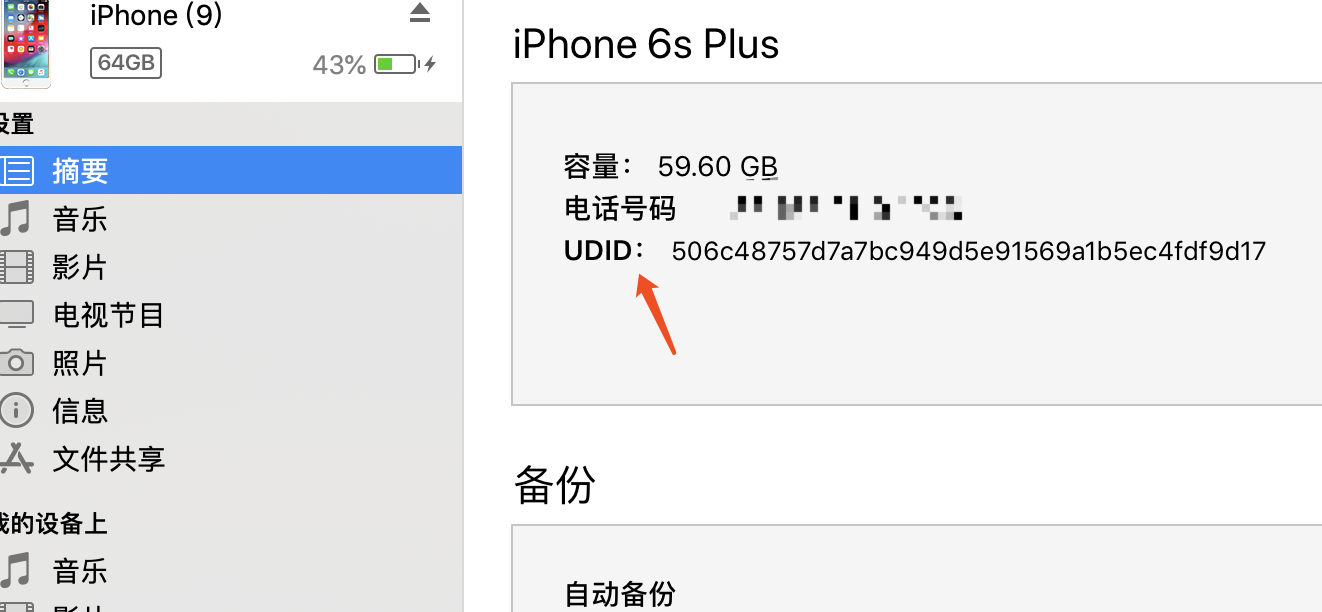 iPhone (9)
64GB
43%
设置
摘要
音乐
影片
电视节目
照片
信息
文件共享
我的设备上
音乐
影片
iPhone 6s Plus
容量： 59.60 GB
电话号码
UDID： 506c48757d7a7bc949d5e91569a1b5ec4fdf9d17
备份
自动备份